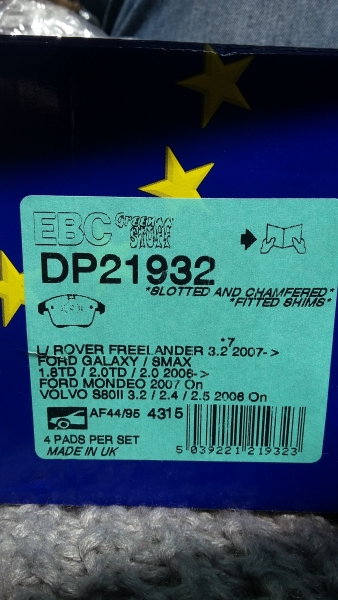 EBC Greenan Stuff
DP21932
*SLOTTED AND CHAMFERED*
*FITTED SHIMS*
*7
L/ ROVER FREELANDER 3.2 2007->
FORD GALAXY / SMAX
1.8TD / 2.0TD / 2.0 2006->
FORD MONDEO 2007 On
VOLVO S80II 3.2 / 2.4 / 2.5 2006 On
AF44/95 4315
4 PADS PER SET
MADE IN UK
5 039221 219323